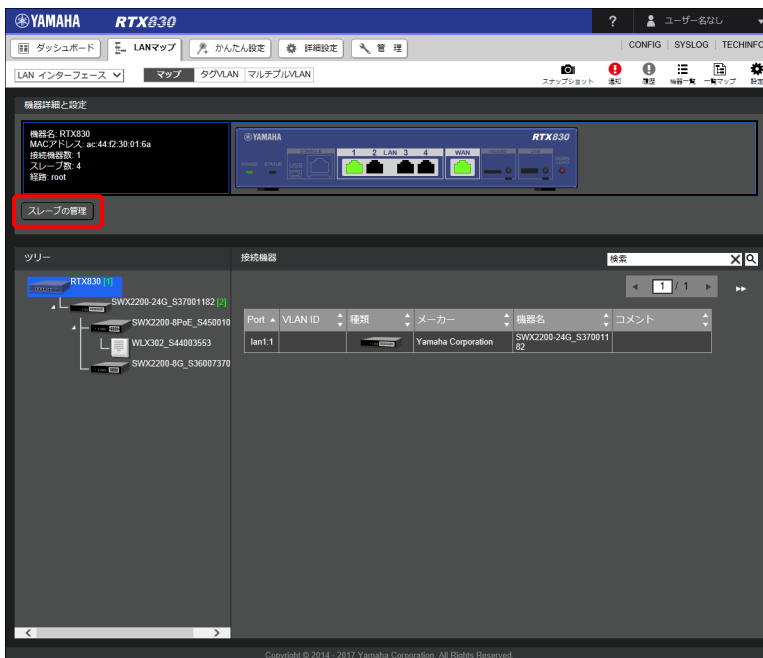 YAMAHA RTX830 ? ユーザー名なし
ダッシュボード LANマップ かんたん設定 詳細設定 管 理 CONFIG SYSLOG TECHINFO
LAN インターフェース マップ タグVLAN マルチプルVLAN スナップショット 通知 履歴 機器一覧 一覧マップ 設定
機器詳細と設定
機器名: RTX830
MACアドレス: ac:44:f2:30:01:6a
接続機器数: 1
スレーブ数: 4
経路: root
YAMAHA RTX830
1 2 LAN 3 4 WAN
POWER STATUS USB
スレーブの管理
ツリー 接続機器 検索
RTX830 [1]
SWX2200-24G_S37001182 [2]
SWX2200-8PoE_S450010
WLX302_S44003553
SWX2200-8G_S36007370
1 / 1
Port VLAN ID 種類 メーカー 機器名 コメント
lan1:1 Yamaha Corporation SWX2200-24G_S370011
82
Copyright © 2014 - 2017 Yamaha Corporation. All Rights Reserved.